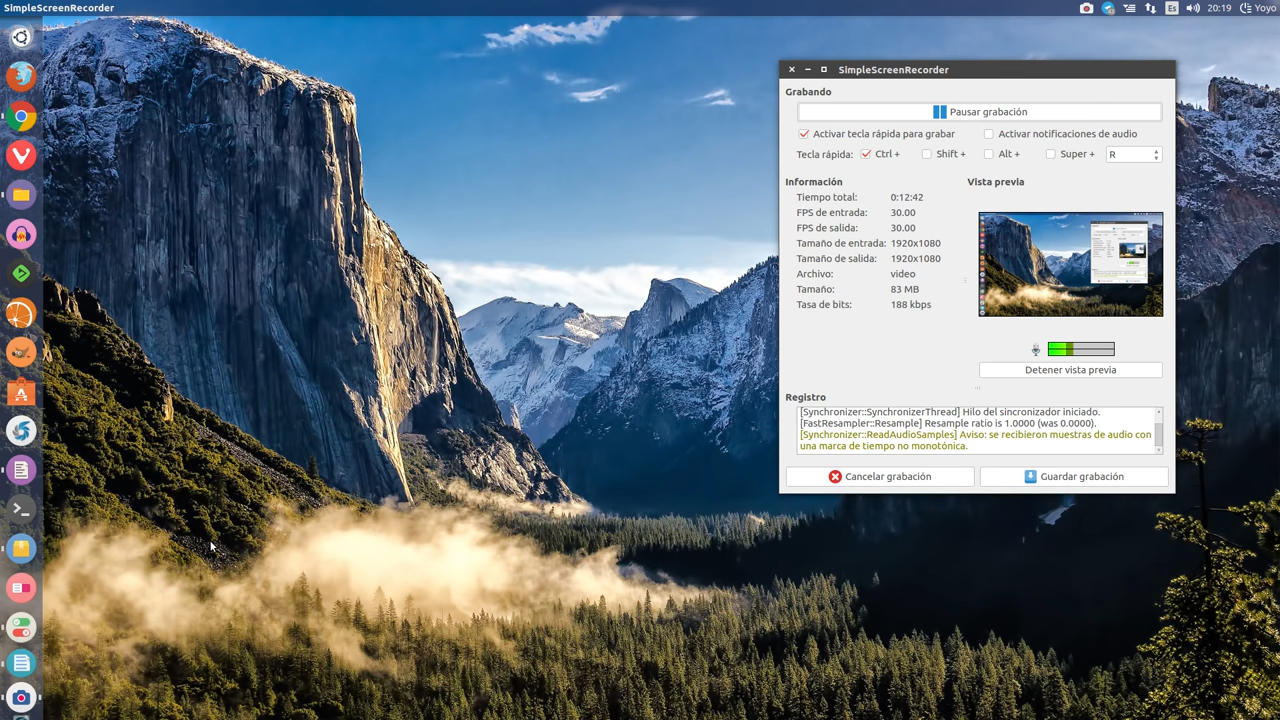 SimpleScreenRecorder
Es
20:19
Yoyo
SimpleScreenRecorder
Grabando
Pausar grabación
Activar tecla rápida para grabar
Activar notificaciones de audio
Tecla rápida: Ctrl + Shift + Alt + Super + R
Información
Vista previa
Tiempo total: 0:12:42
FPS de entrada: 30.00
FPS de salida: 30.00
Tamaño de entrada: 1920x1080
Tamaño de salida: 1920x1080
Archivo: video
Tamaño: 83 MB
Tasa de bits: 188 kbps
Detener vista previa
Registro
[Synchronizer::SynchronizerThread] Hilo del sincronizador iniciado.
[FastResampler::Resample] Resample ratio is 1.0000 (was 0.0000).
[Synchronizer::ReadAudioSamples] Aviso: se recibieron muestras de audio con
una marca de tiempo no monotónica.
Cancelar grabación
Guardar grabación